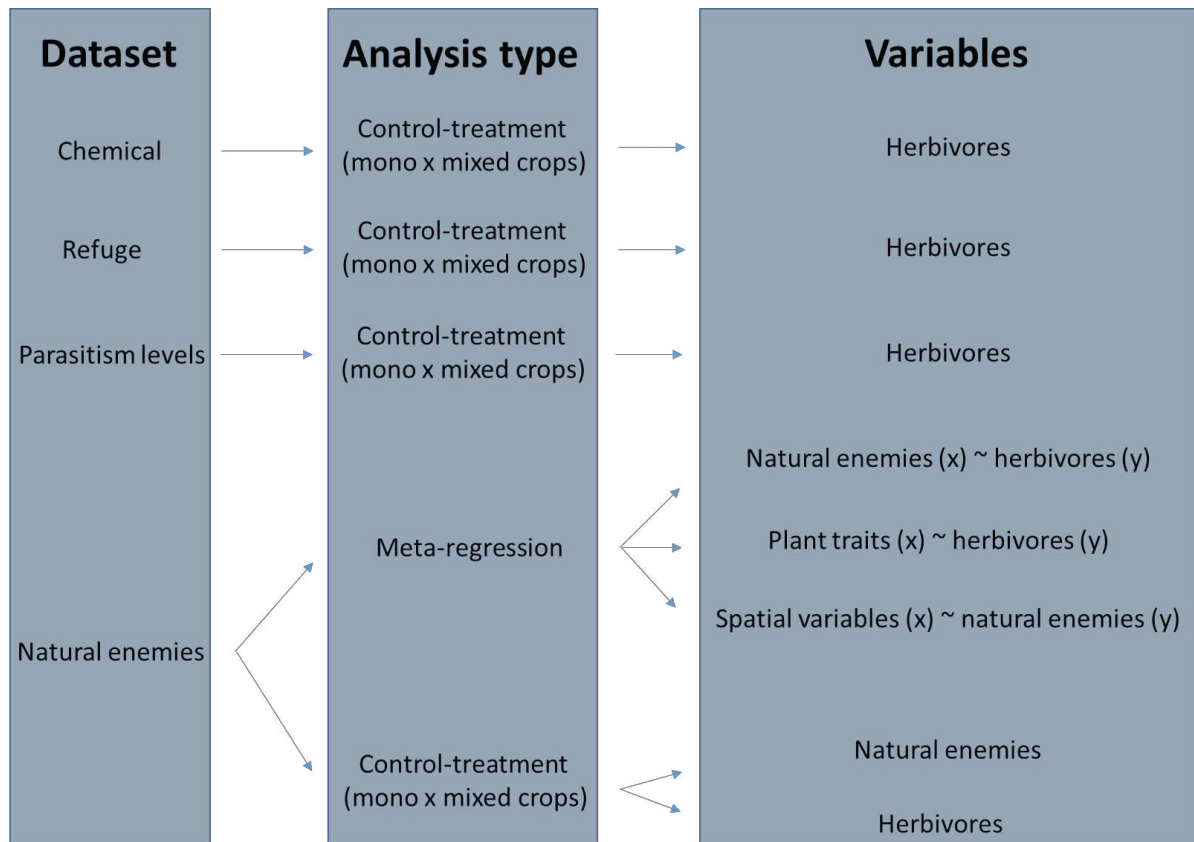 Dataset
Analysis type
Variables
Chemical
Control-treatment
(mono x mixed crops)
Herbivores
Refuge
Control-treatment
(mono x mixed crops)
Herbivores
Parasitism levels
Control-treatment
(mono x mixed crops)
Herbivores
Natural enemies
Meta-regression
Natural enemies (x) ~ herbivores (y)
Plant traits (x) ~ herbivores (y)
Spatial variables (x) ~ natural enemies (y)
Control-treatment
(mono x mixed crops)
Natural enemies
Herbivores